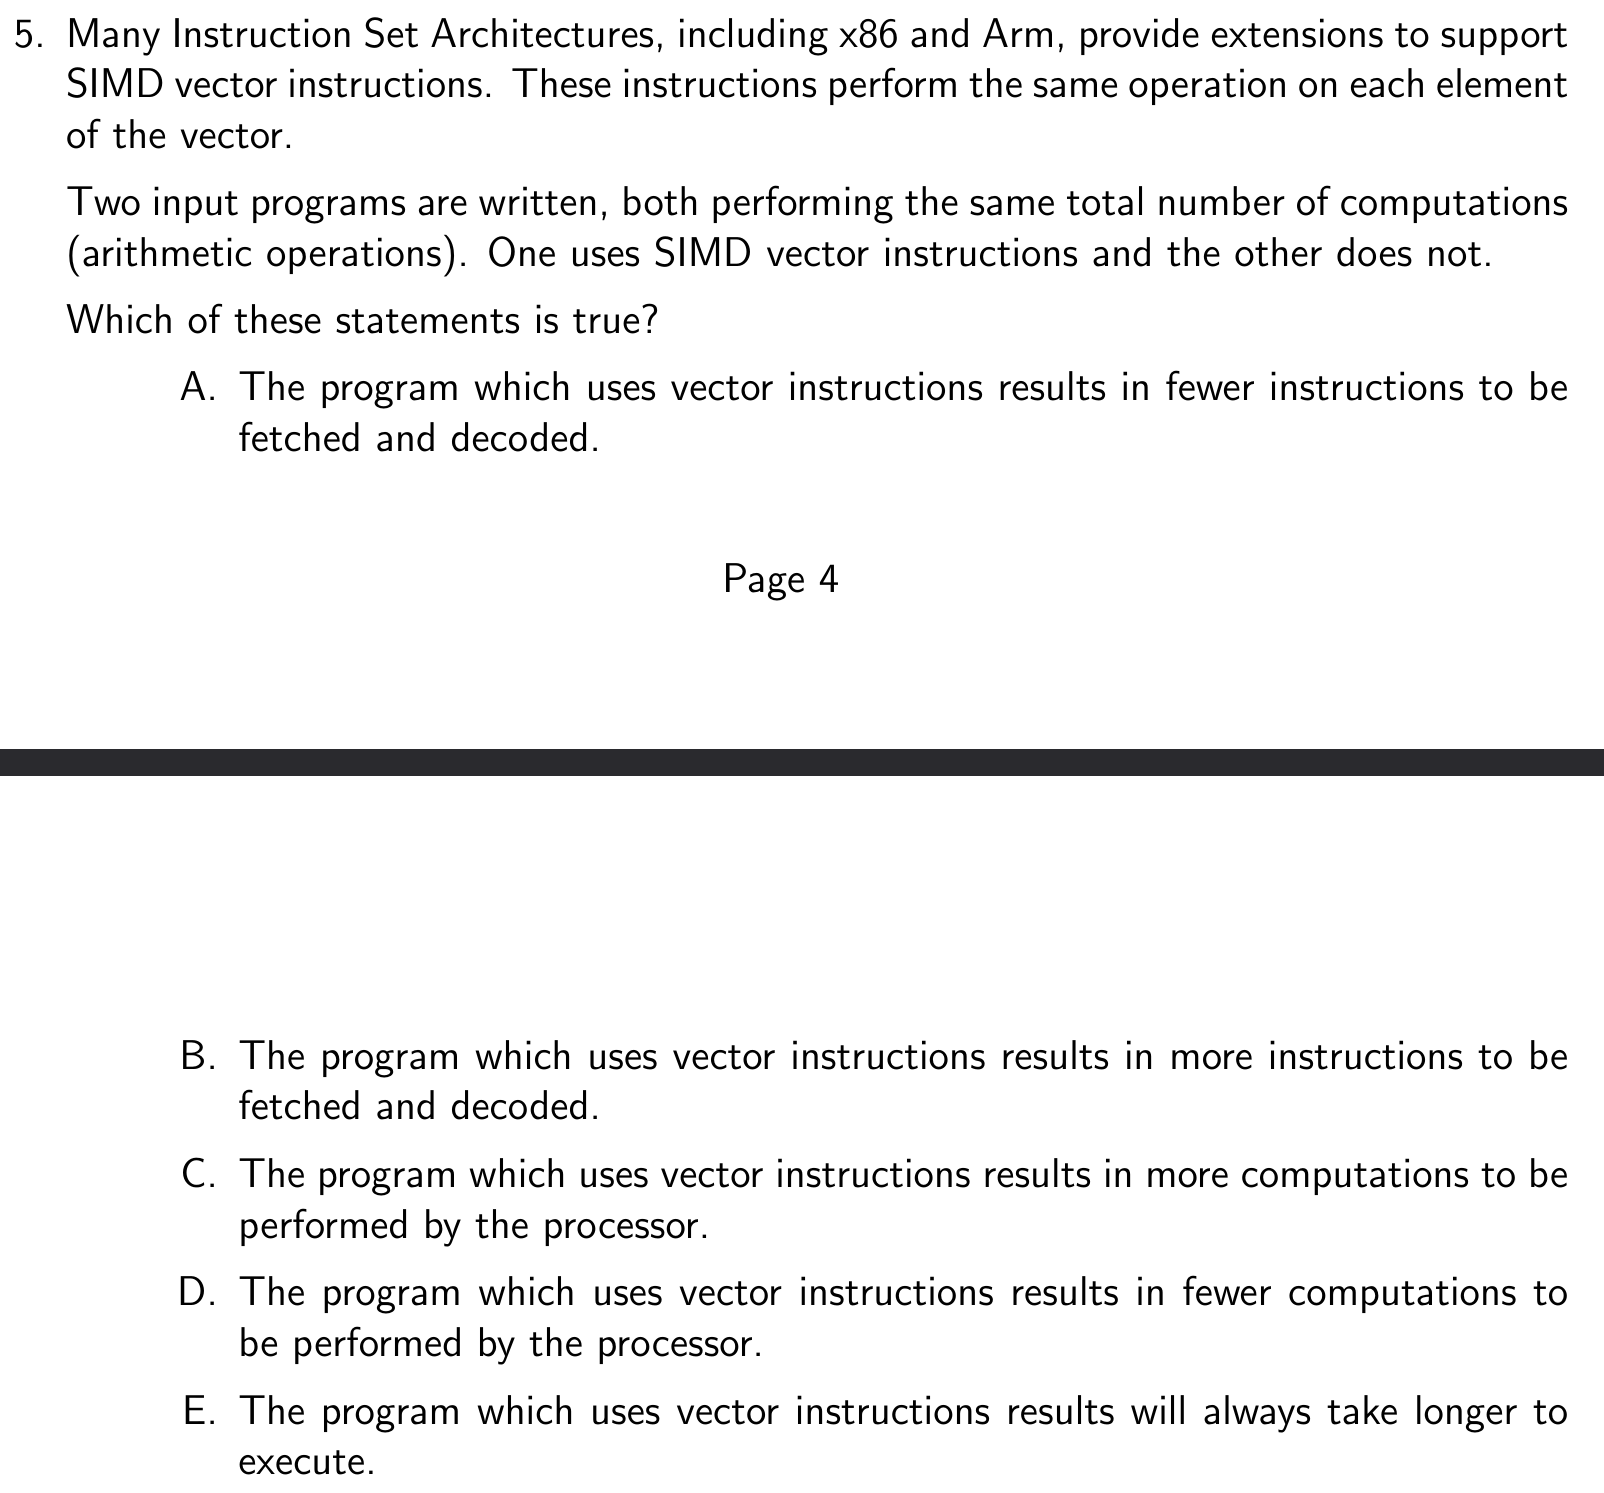 5. Many Instruction Set Architectures, including x86 and Arm, provide extensions to support
SIMD vector instructions. These instructions perform the same operation on each element
of the vector.
Two input programs are written, both performing the same total number of computations
(arithmetic operations). One uses SIMD vector instructions and the other does not.
Which of these statements is true?
A. The program which uses vector instructions results in fewer instructions to be
fetched and decoded.
Page 4
B. The program which uses vector instructions results in more instructions to be
fetched and decoded.
C. The program which uses vector instructions results in more computations to be
performed by the processor.
D. The program which uses vector instructions results in fewer computations to
be performed by the processor.
E. The program which uses vector instructions results will always take longer to
execute.